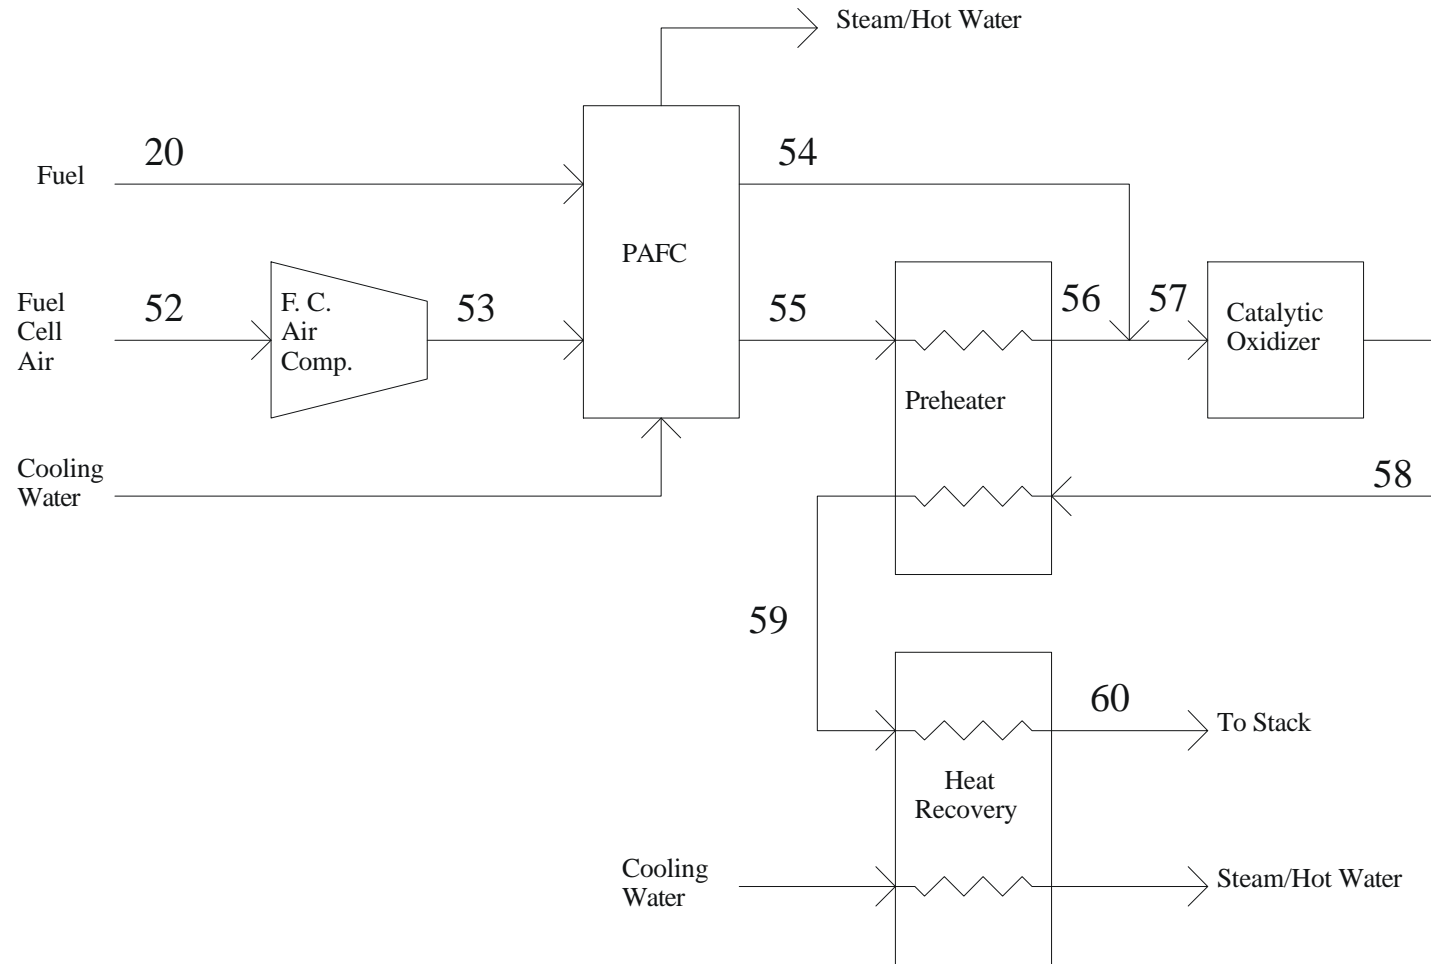 Steam/Hot Water
20
54
Fuel
PAFC
Fuel
Cell
Air
52
F. C.
Air
Comp.
53
55
56
57
Catalytic
Oxidizer
Preheater
Cooling
Water
58
59
60
To Stack
Heat
Recovery
Cooling
Water
Steam/Hot Water